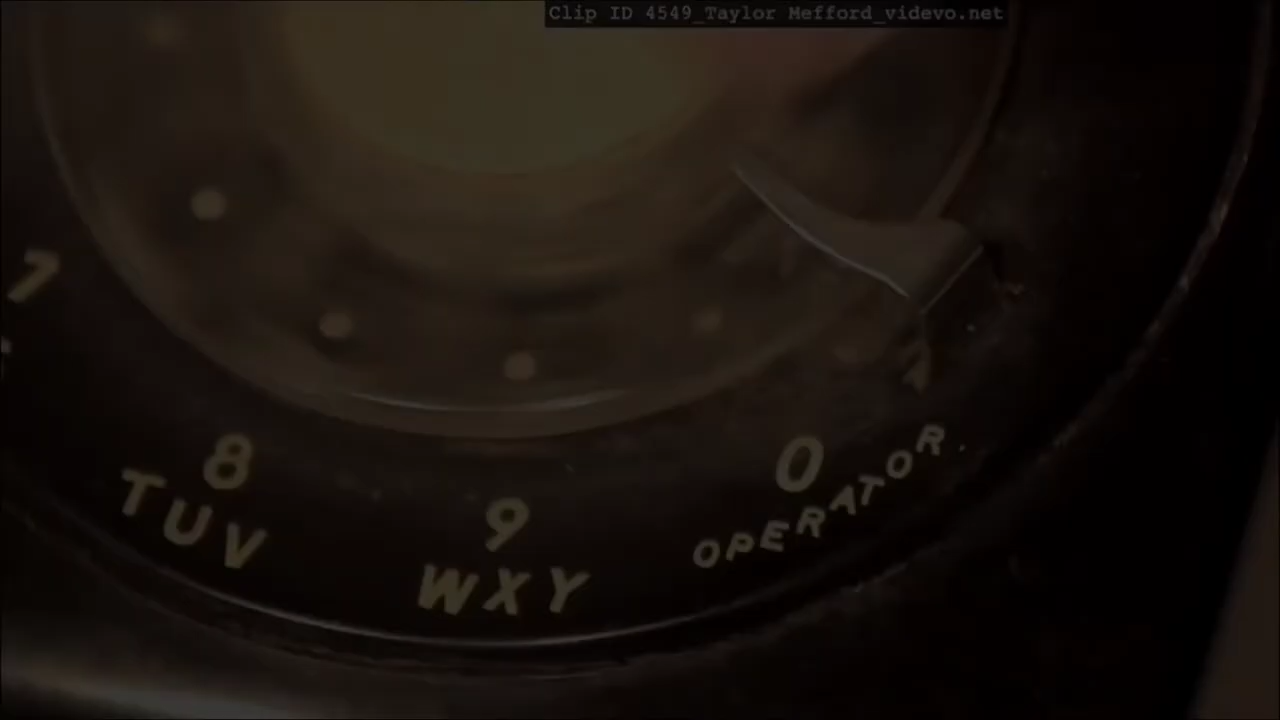 Clip ID 4549_Taylor Mefford_videvo.net
7
8
TUV
9
WXY
0
OPERATOR.